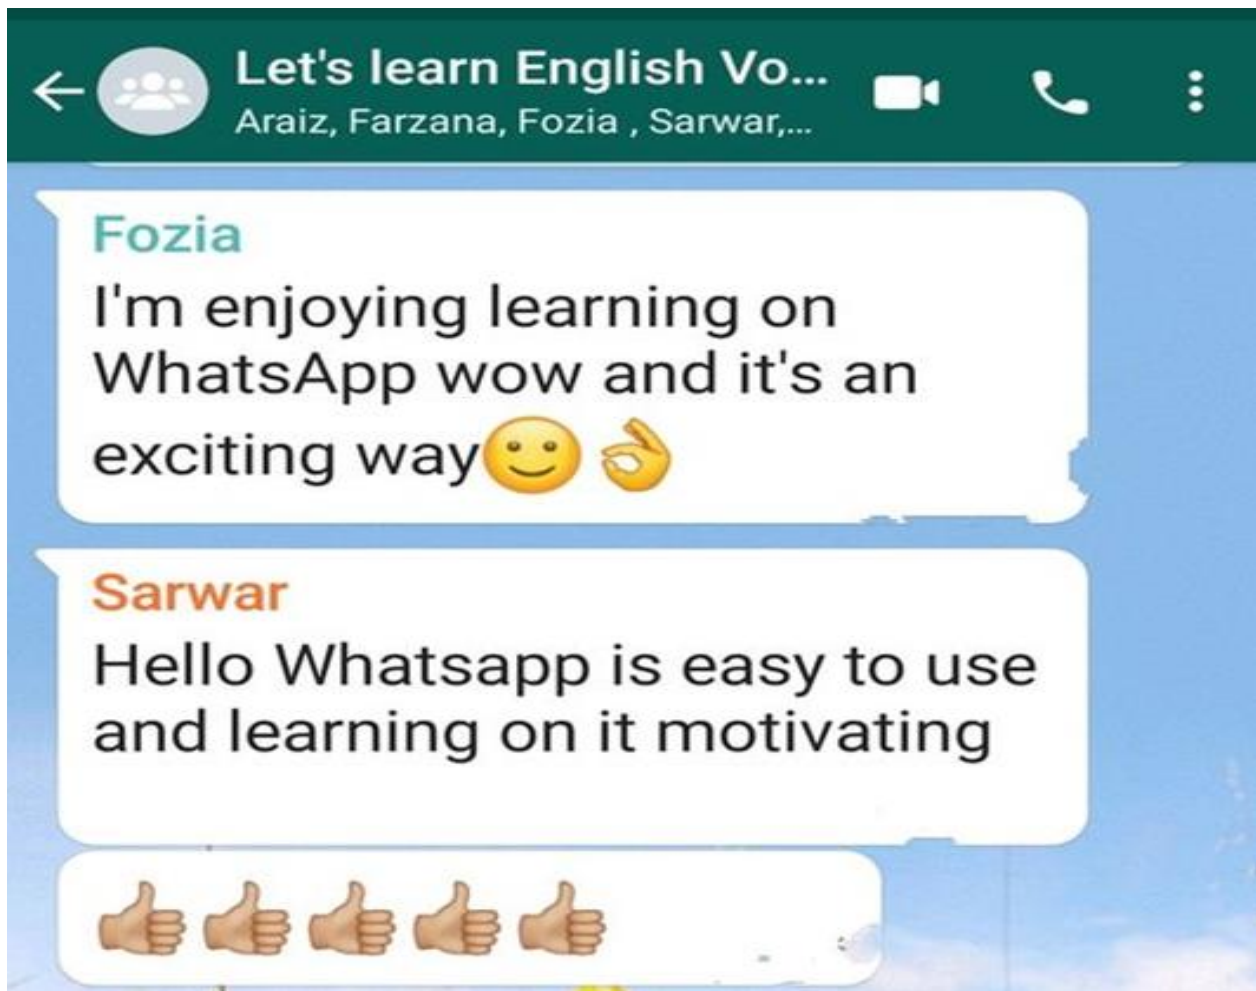 Let's learn English Vo...
Araiz, Farzana, Fozia , Sarwar,...
Fozia
I'm enjoying learning on
WhatsApp wow and it's an
exciting way🙂👌
Sarwar
Hello Whatsapp is easy to use
and learning on it motivating
👍🏼👍🏼👍🏼👍🏼👍🏼